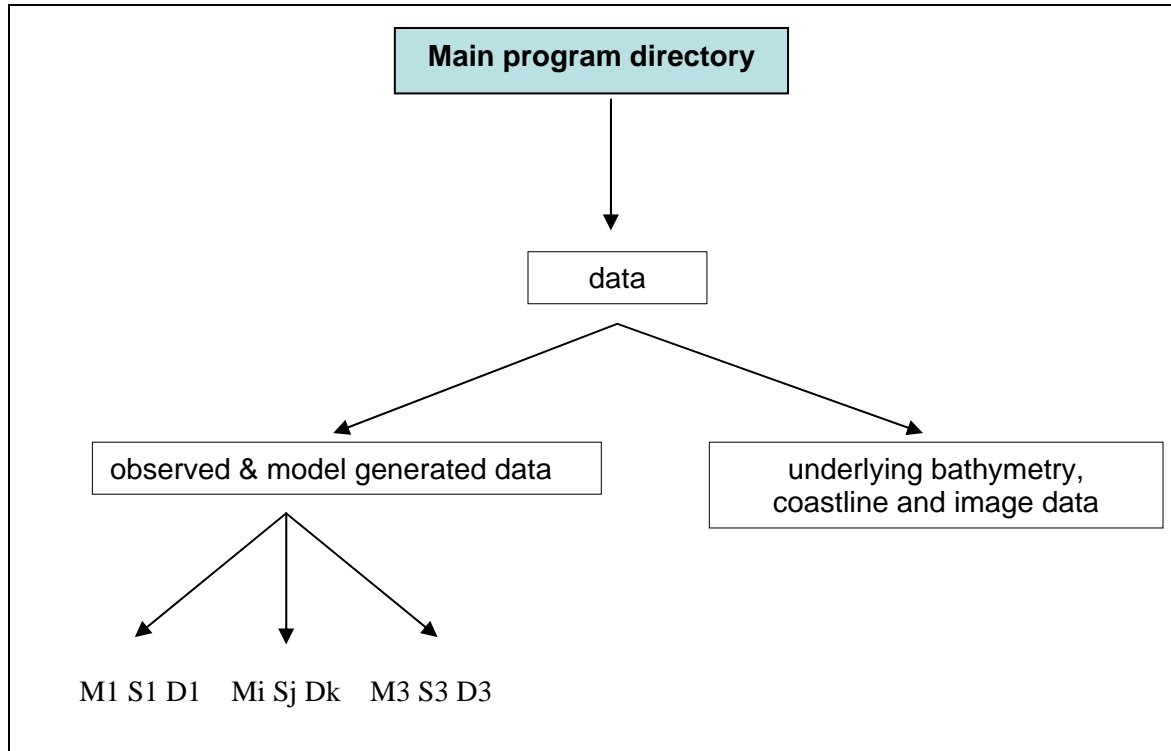 Main program directory
data
observed & model generated data
underlying bathymetry,
coastline and image data
M1 S1 D1 Mi Sj Dk M3 S3 D3